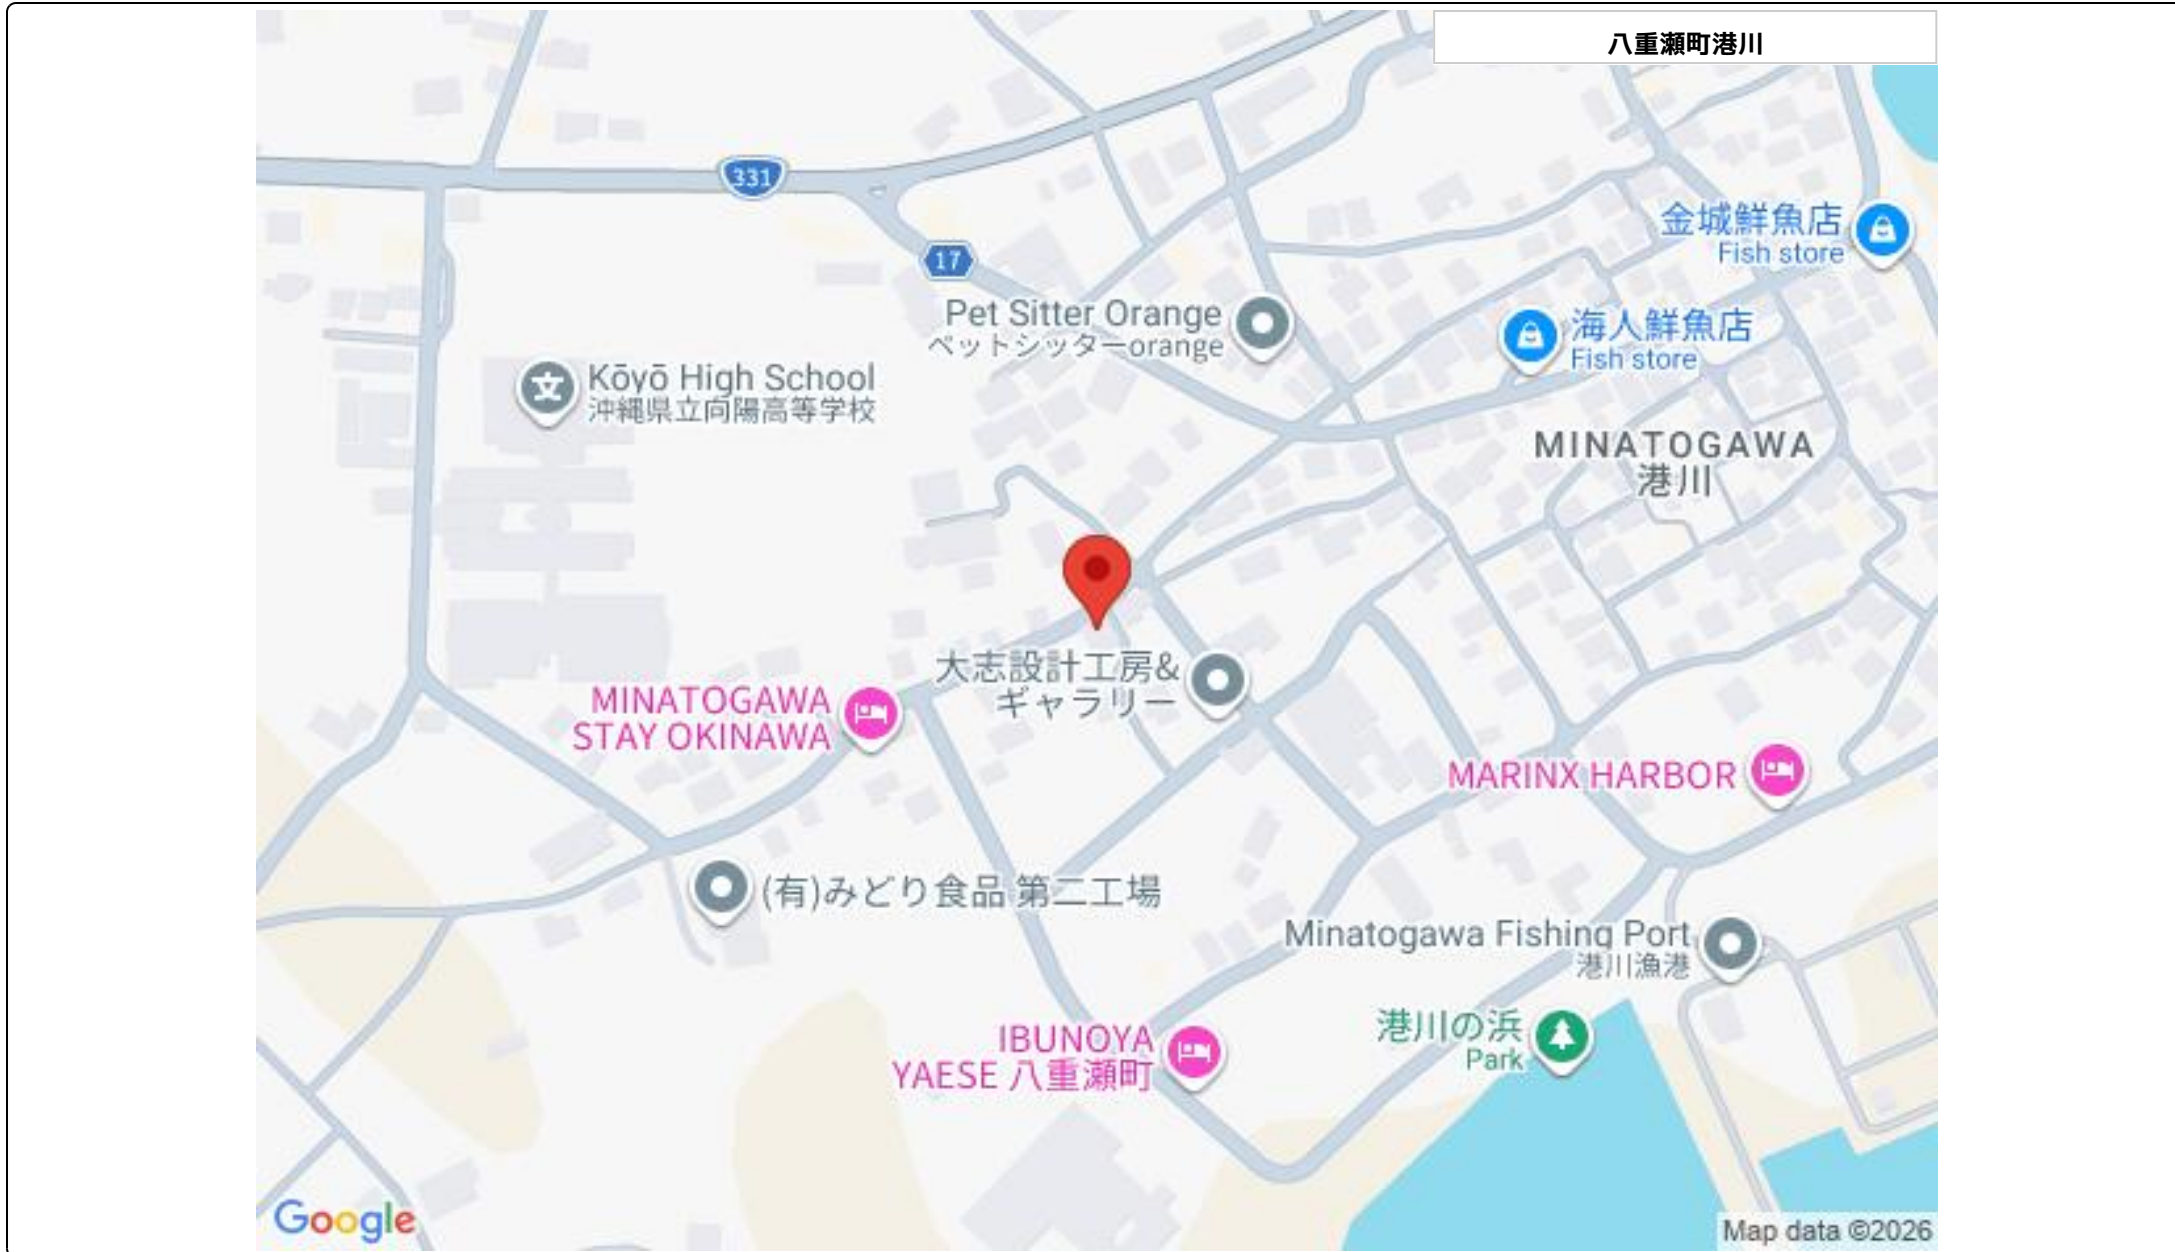 八重瀬町港川
331
金城鮮魚店
Fish store
17
Pet Sitter Orange
ペットシッターorange
海人鮮魚店
Fish store
Kōyō High School
沖縄県立向陽高等学校
MINATOGAWA
港川
大志設計工房&
ギャラリー
MINATOGAWA
STAY OKINAWA
MARINX HARBOR
(有)みどり食品 第二工場
Minatogawa Fishing Port
港川漁港
港川の浜
Park
IBUNOYA
YAESE 八重瀬町
Google
Map data ©2026